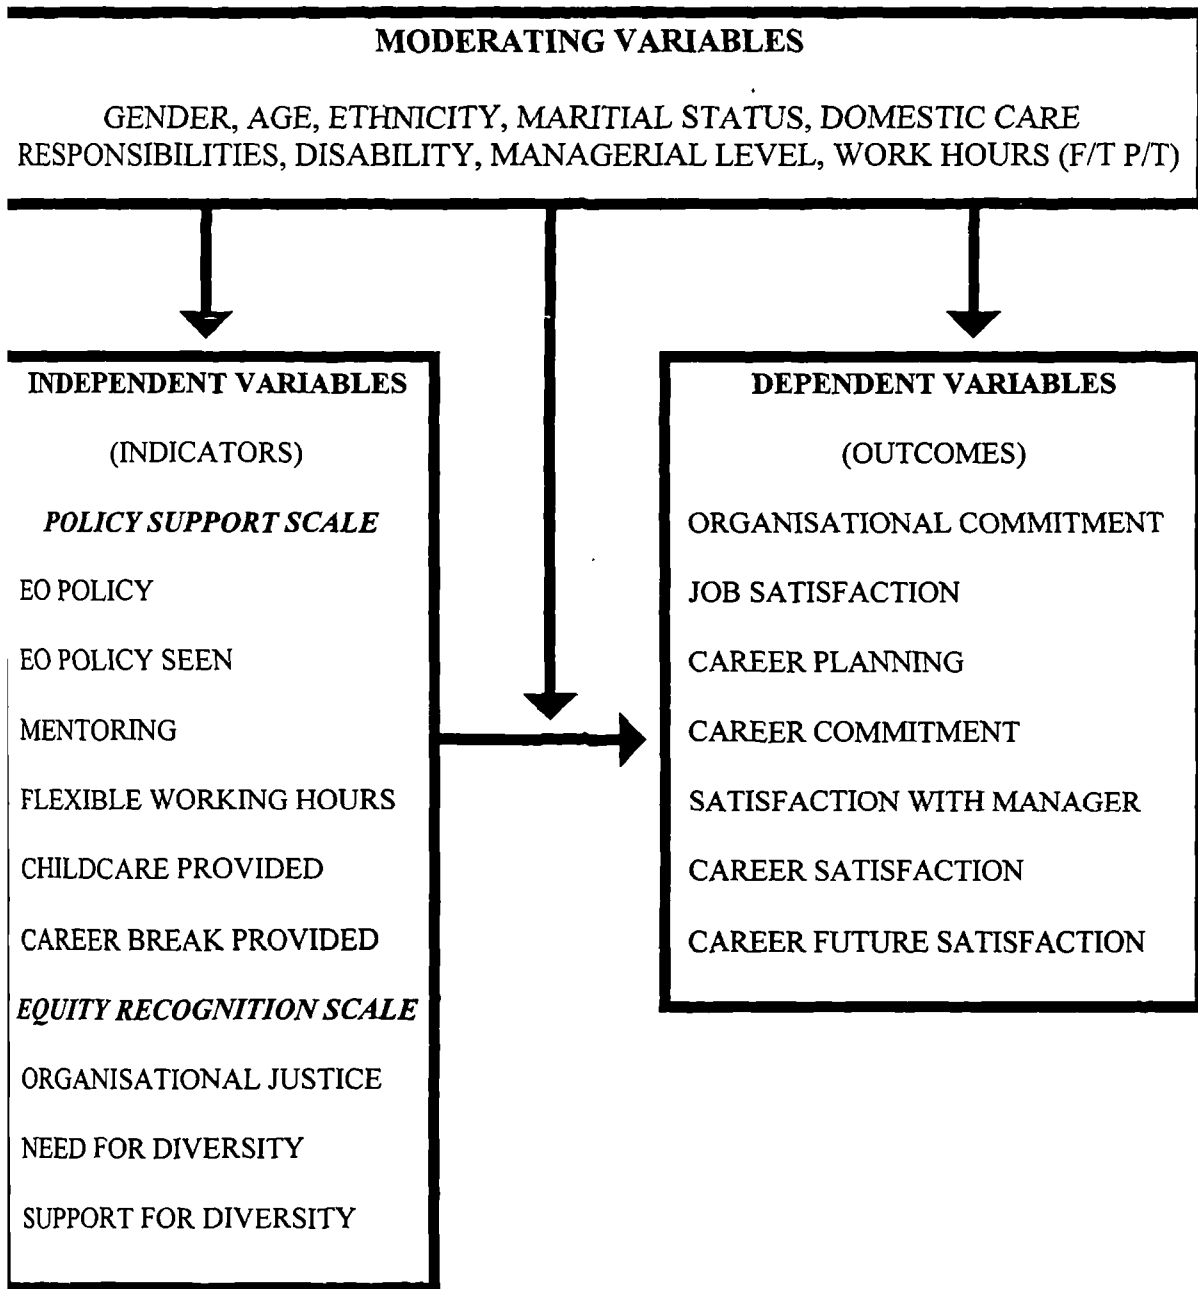 MODERATING VARIABLES
GENDER, AGE, ETHNICITY, MARITIAL STATUS, DOMESTIC CARE
RESPONSIBILITIES, DISABILITY, MANAGERIAL LEVEL, WORK HOURS (F/T P/T)
INDEPENDENT VARIABLES
(INDICATORS)
POLICY SUPPORT SCALE
EO POLICY
EO POLICY SEEN
MENTORING
FLEXIBLE WORKING HOURS
CHILDCARE PROVIDED
CAREER BREAK PROVIDED
EQUITY RECOGNITION SCALE
ORGANISATIONAL JUSTICE
NEED FOR DIVERSITY
SUPPORT FOR DIVERSITY
DEPENDENT VARIABLES
(OUTCOMES)
ORGANISATIONAL COMMITMENT
JOB SATISFACTION
CAREER PLANNING
CAREER COMMITMENT
SATISFACTION WITH MANAGER
CAREER SATISFACTION
CAREER FUTURE SATISFACTION